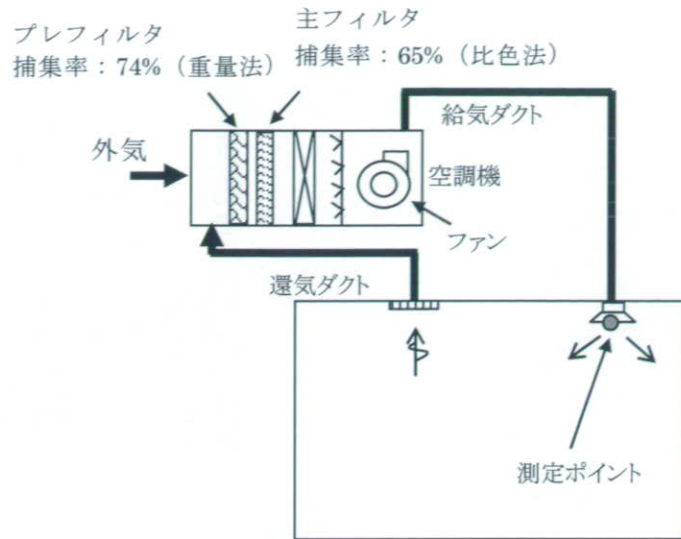 プレフィルタ
捕集率：74%（重量法）
主フィルタ
捕集率：65%（比色法）
給気ダクト
外気
空調機
ファン
還気ダクト
測定ポイント